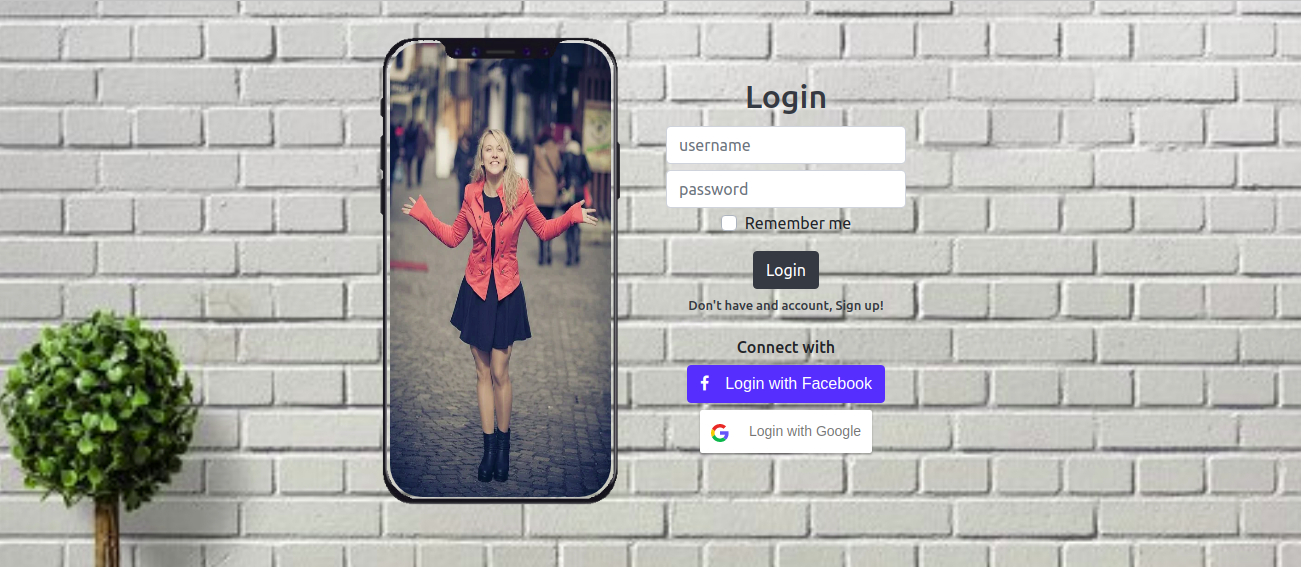 Login
username
password
Remember me
Login
Don't have and account, Sign up!
Connect with
Login with Facebook
Login with Google